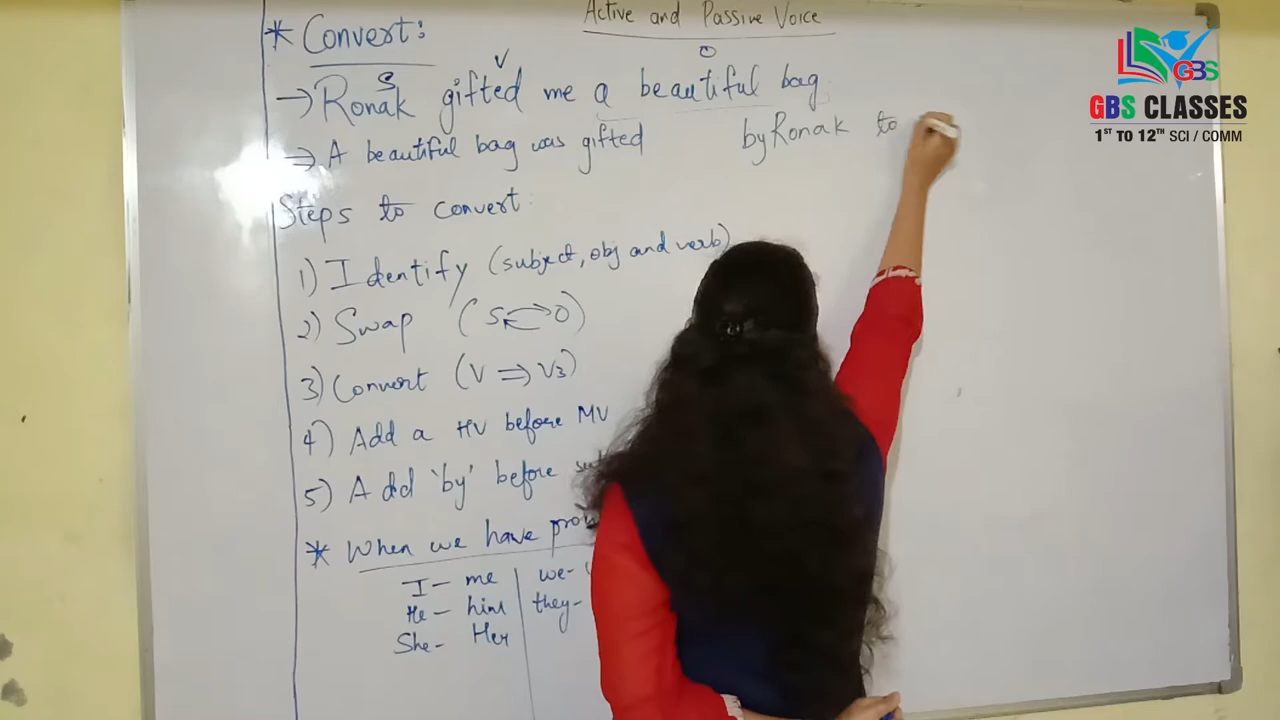 Active and Passive Voice
* Convert:
S V O
→ Ronak gifted me a beautiful bag
⇒ A beautiful bag was gifted by Ronak to
Steps to convert:
1) Identify (subject, obj and verb)
2) Swap (S ⇄ O)
3) Convert (V ⇒ V3)
4) Add a HV before MV
5) Add 'by' before
* When we have
I - me we-
He - him they-
She - Her
GBS
GBS CLASSES
1ST TO 12TH SCI / COMM